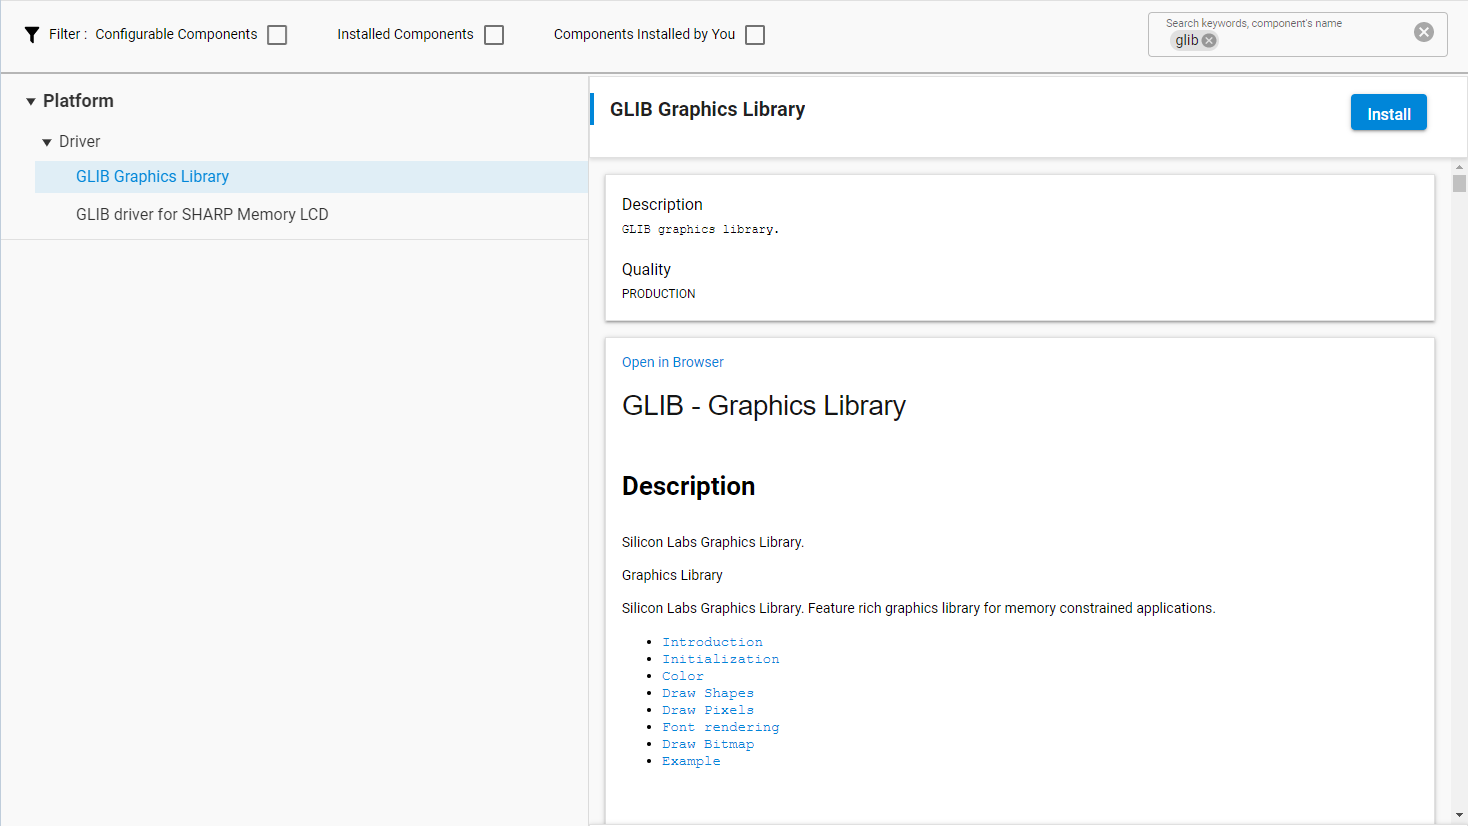 Filter : Configurable Components Installed Components Components Installed by You
Search keywords, component's name
glib
Platform
Driver
GLIB Graphics Library
GLIB driver for SHARP Memory LCD
GLIB Graphics Library
Install
Description
GLIB graphics library.
Quality
PRODUCTION
Open in Browser
GLIB - Graphics Library
Description
Silicon Labs Graphics Library.
Graphics Library
Silicon Labs Graphics Library. Feature rich graphics library for memory constrained applications.
Introduction
Initialization
Color
Draw Shapes
Draw Pixels
Font rendering
Draw Bitmap
Example